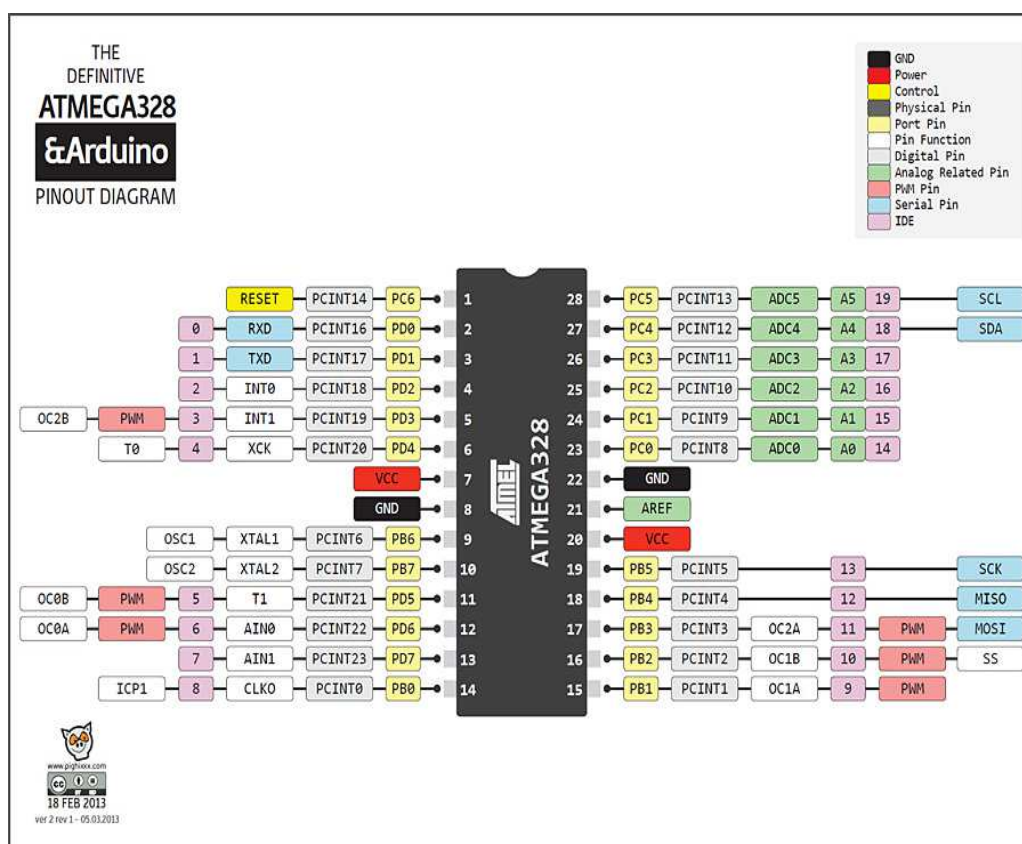 THE
DEFINITIVE
ATMEGA328
&Arduino
PINOUT DIAGRAM
GND
Power
Control
Physical Pin
Port Pin
Pin Function
Digital Pin
Analog Related Pin
PWM Pin
Serial Pin
IDE
RESET PCINT14 PC6 1 28 PC5 PCINT13 ADC5 A5 19 SCL
0 RXD PCINT16 PD0 2 27 PC4 PCINT12 ADC4 A4 18 SDA
1 TXD PCINT17 PD1 3 26 PC3 PCINT11 ADC3 A3 17
2 INT0 PCINT18 PD2 4 25 PC2 PCINT10 ADC2 A2 16
OC2B PWM 3 INT1 PCINT19 PD3 5 24 PC1 PCINT9 ADC1 A1 15
T0 4 XCK PCINT20 PD4 6 23 PC0 PCINT8 ADC0 A0 14
VCC 7 22 GND
GND 8 21 AREF
OSC1 XTAL1 PCINT6 PB6 9 20 VCC
OSC2 XTAL2 PCINT7 PB7 10 19 PB5 PCINT5 13 SCK
OC0B PWM 5 T1 PCINT21 PD5 11 18 PB4 PCINT4 12 MISO
OC0A PWM 6 AIN0 PCINT22 PD6 12 17 PB3 PCINT3 OC2A 11 PWM MOSI
7 AIN1 PCINT23 PD7 13 16 PB2 PCINT2 OC1B 10 PWM SS
ICP1 8 CLKO PCINT0 PB0 14 15 PB1 PCINT1 OC1A 9 PWM
ATMEL
ATMEGA328
www.pighixxx.com
cc
18 FEB 2013
ver 2 rev 1 - 05.03.2013